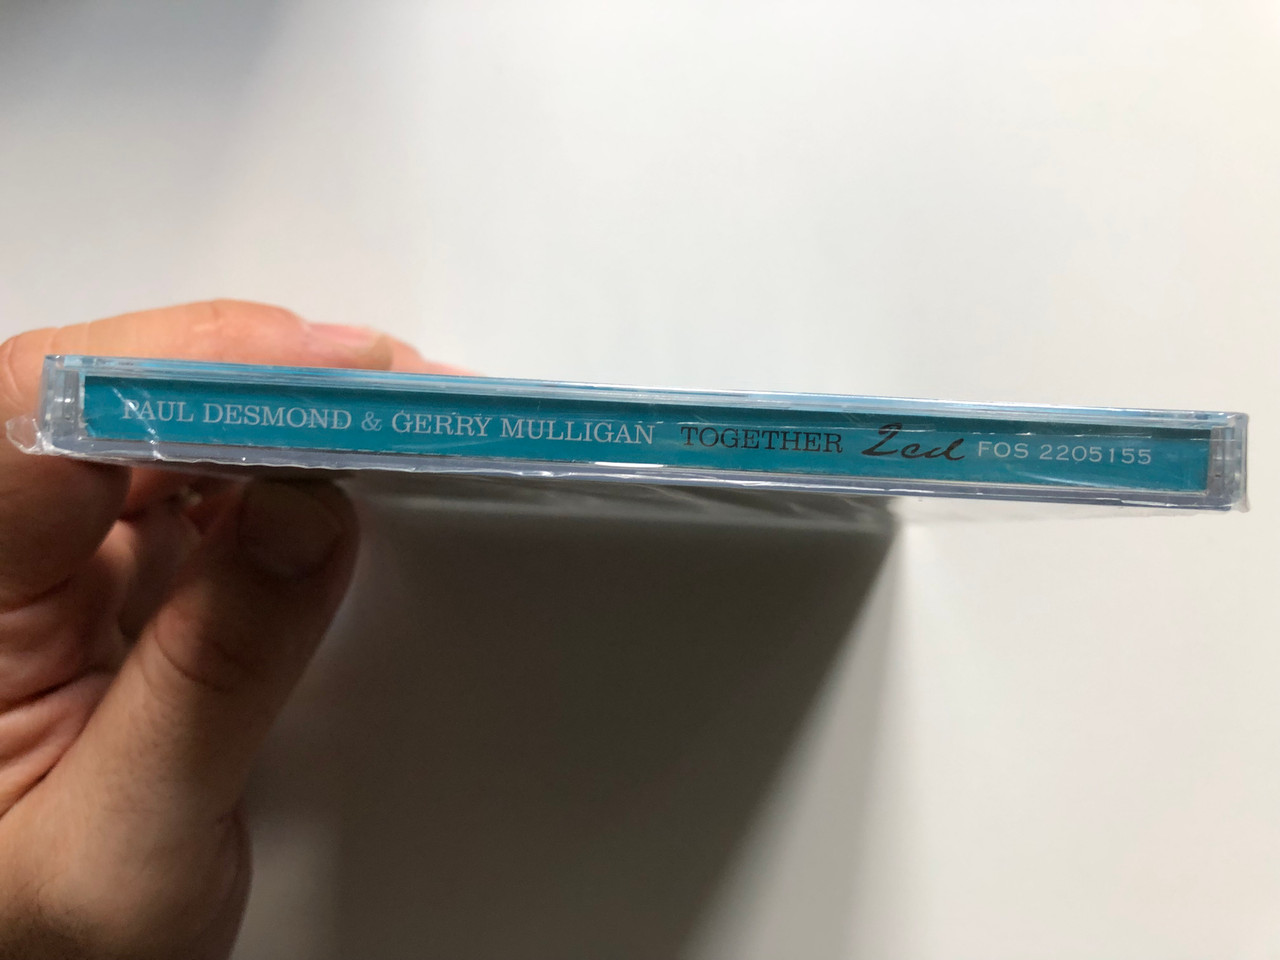 PAUL DESMOND & GERRY MULLIGAN TOGETHER 2cd FOS 2205155